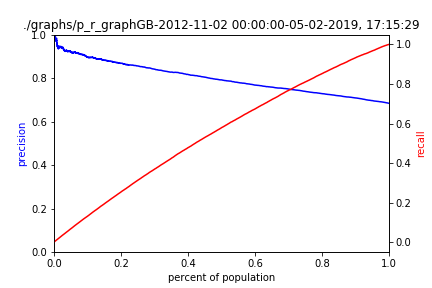 ./graphs/p_r_graphGB-2012-11-02 00:00:00-05-02-2019, 17:15:29
1.0
0.8
0.6
0.4
0.2
0.0
precision
0.0 0.2 0.4 0.6 0.8 1.0
percent of population
1.0
0.8
0.6
0.4
0.2
0.0
recall